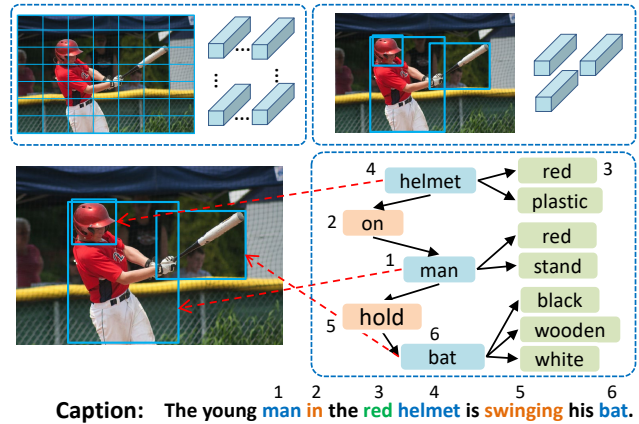 4 helmet red 3
plastic
2 on
red
1 man
stand
hold black
5 6 wooden
bat white
1 2 3 4 5 6
Caption: The young man in the red helmet is swinging his bat.